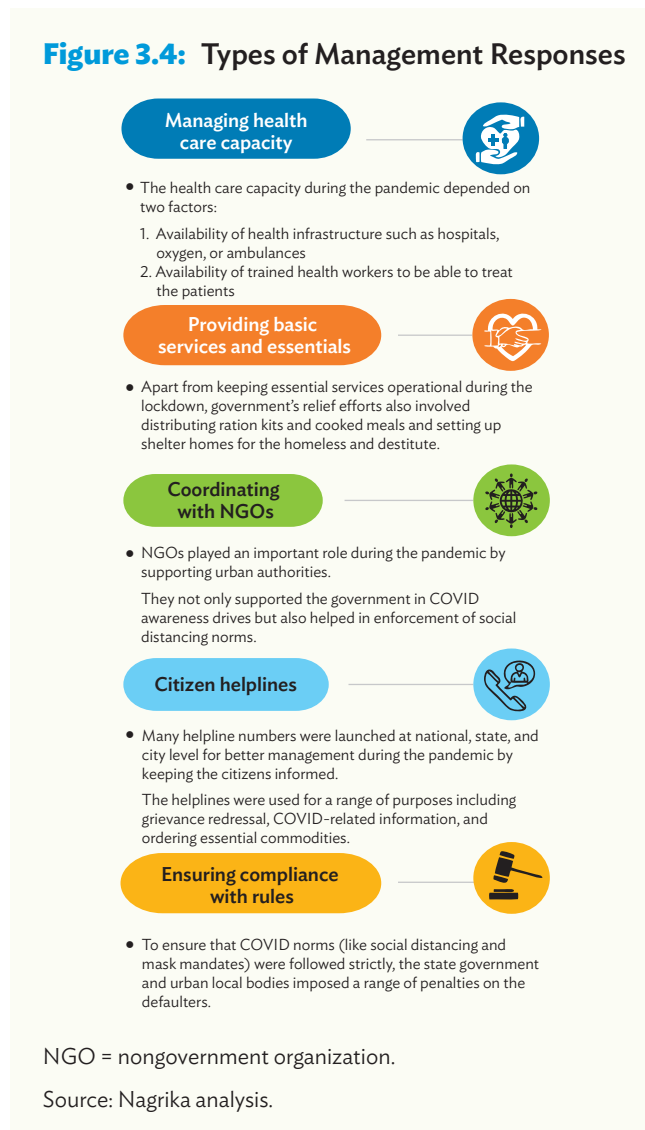 Figure 3.4: Types of Management Responses
Managing health
care capacity
• The health care capacity during the pandemic depended on
two factors:
1. Availability of health infrastructure such as hospitals,
oxygen, or ambulances
2. Availability of trained health workers to be able to treat
the patients
Providing basic
services and essentials
• Apart from keeping essential services operational during the
lockdown, government's relief efforts also involved
distributing ration kits and cooked meals and setting up
shelter homes for the homeless and destitute.
Coordinating
with NGOs
• NGOs played an important role during the pandemic by
supporting urban authorities.
They not only supported the government in COVID
awareness drives but also helped in enforcement of social
distancing norms.
Citizen helplines
• Many helpline numbers were launched at national, state, and
city level for better management during the pandemic by
keeping the citizens informed.
The helplines were used for a range of purposes including
grievance redressal, COVID-related information, and
ordering essential commodities.
Ensuring compliance
with rules
• To ensure that COVID norms (like social distancing and
mask mandates) were followed strictly, the state government
and urban local bodies imposed a range of penalties on the
defaulters.
NGO = nongovernment organization.
Source: Nagrika analysis.